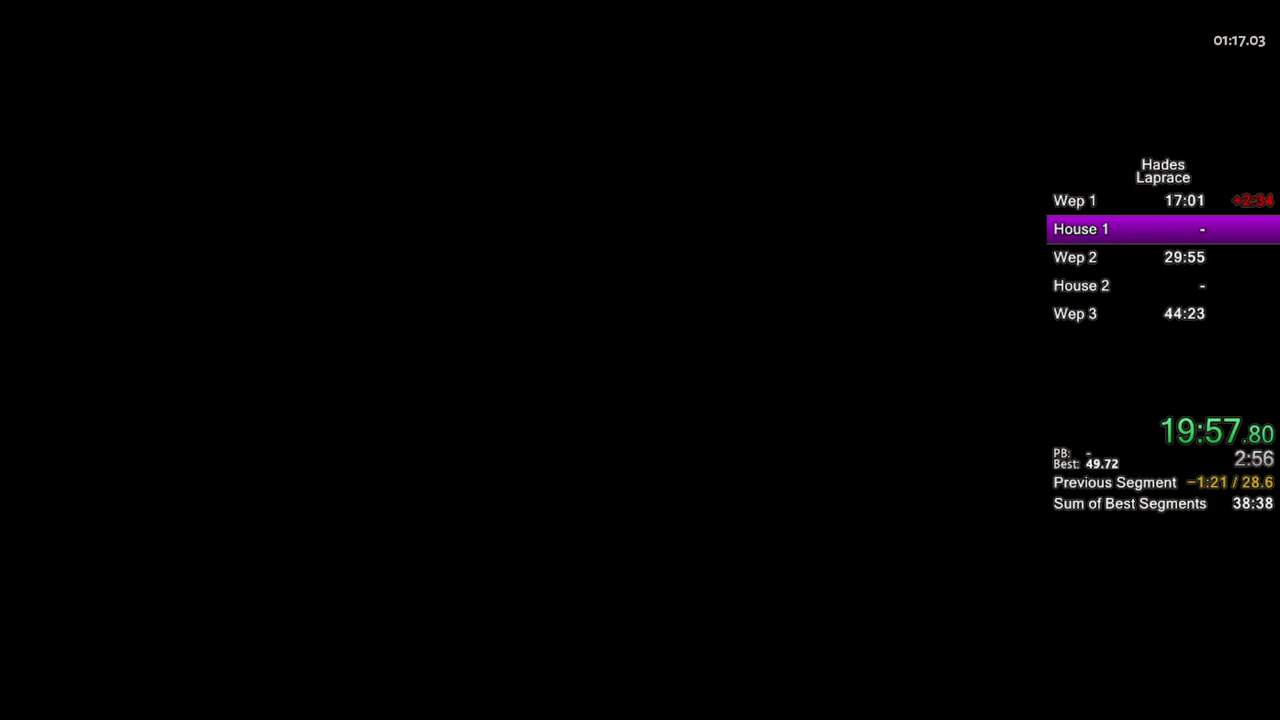 01:17.03
Hades
Laprace
Wep 1 17:01 +2:34
House 1 -
Wep 2 29:55
House 2 -
Wep 3 44:23
19:57.80
PB: - 2:56
Best: 49.72
Previous Segment −1:21 / 28.6
Sum of Best Segments 38:38